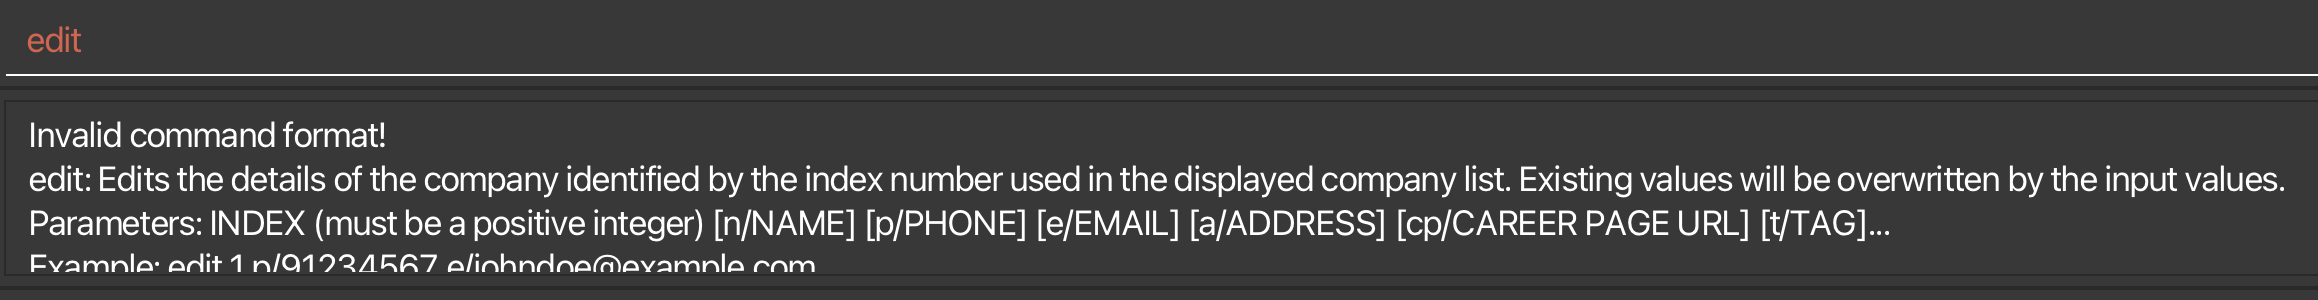 edit
Invalid command format!
edit: Edits the details of the company identified by the index number used in the displayed company list. Existing values will be overwritten by the input values.
Parameters: INDEX (must be a positive integer) [n/NAME] [p/PHONE] [e/EMAIL] [a/ADDRESS] [cp/CAREER PAGE URL] [t/TAG]...
Example: edit 1 p/91234567 e/johndoe@example.com